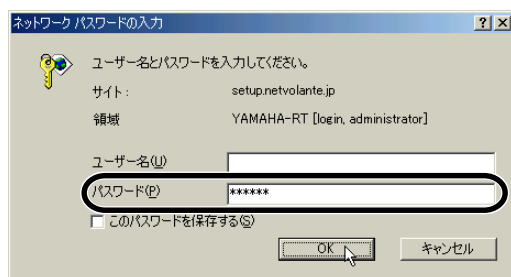 ネットワーク パスワードの入力
ユーザー名とパスワードを入力してください。
サイト: setup.netvolante.jp
領域 YAMAHA-RT [login, administrator]
ユーザー名(U)
パスワード(P) ******
このパスワードを保存する(S)
OK キャンセル